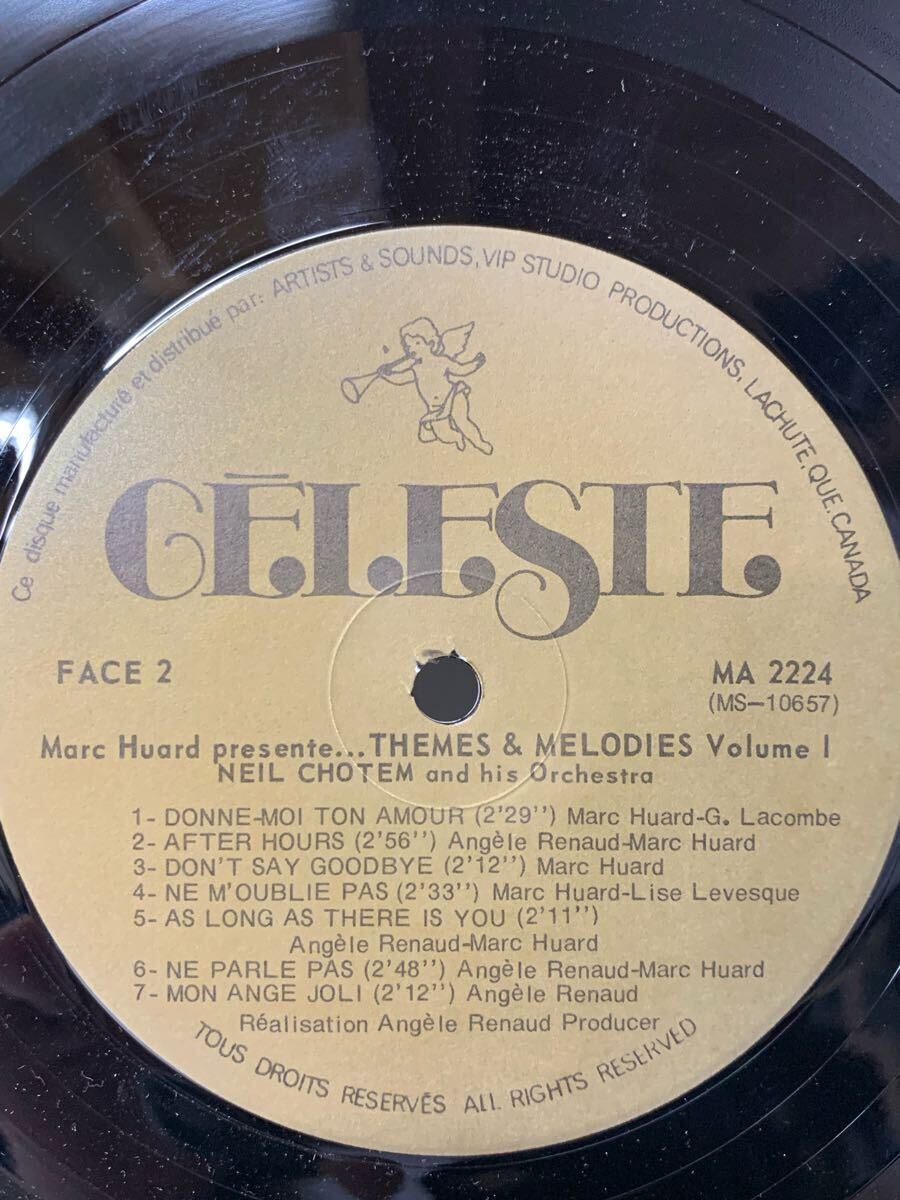 Ce disque manufacturé et distribué par: ARTISTS & SOUNDS, VIP STUDIO PRODUCTIONS, LACHUTE, QUE. CANADA
CÉLESTE
FACE 2
MA 2224
(MS-10657)
Marc Huard presente... THEMES & MELODIES Volume I
NEIL CHOTEM and his Orchestra
1- DONNE-MOI TON AMOUR (2'29'') Marc Huard-G. Lacombe
2- AFTER HOURS (2'56'') Angèle Renaud-Marc Huard
3- DON'T SAY GOODBYE (2'12'') Marc Huard
4- NE M'OUBLIE PAS (2'33'') Marc Huard-Lise Levesque
5- AS LONG AS THERE IS YOU (2'11'')
Angèle Renaud-Marc Huard
6- NE PARLE PAS (2'48'') Angèle Renaud-Marc Huard
7- MON ANGE JOLI (2'12'') Angèle Renaud
Réalisation Angèle Renaud Producer
TOUS DROITS RESERVÉS ALL RIGHTS RESERVED